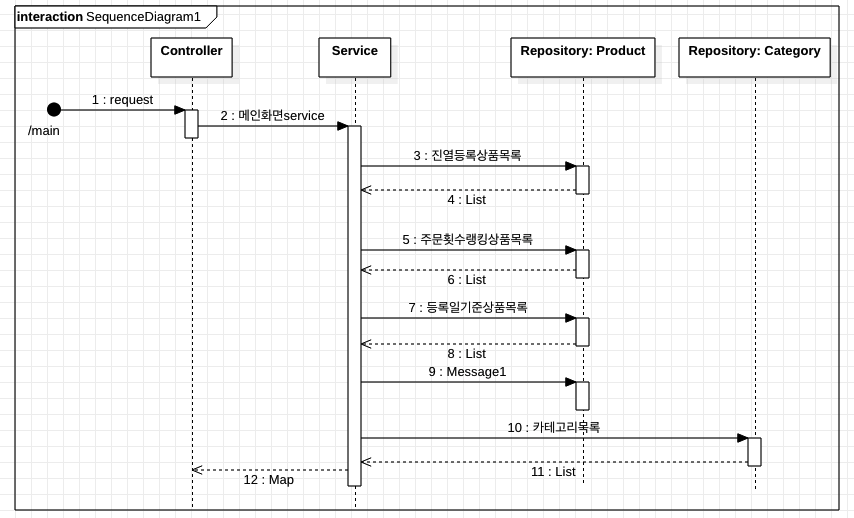 interaction SequenceDiagram1
Controller
Service
Repository: Product
Repository: Category
1 : request
/main
2 : 메인화면service
3 : 진열등록상품목록
4 : List
5 : 주문횟수랭킹상품목록
6 : List
7 : 등록일기준상품목록
8 : List
9 : Message1
10 : 카테고리목록
11 : List
12 : Map